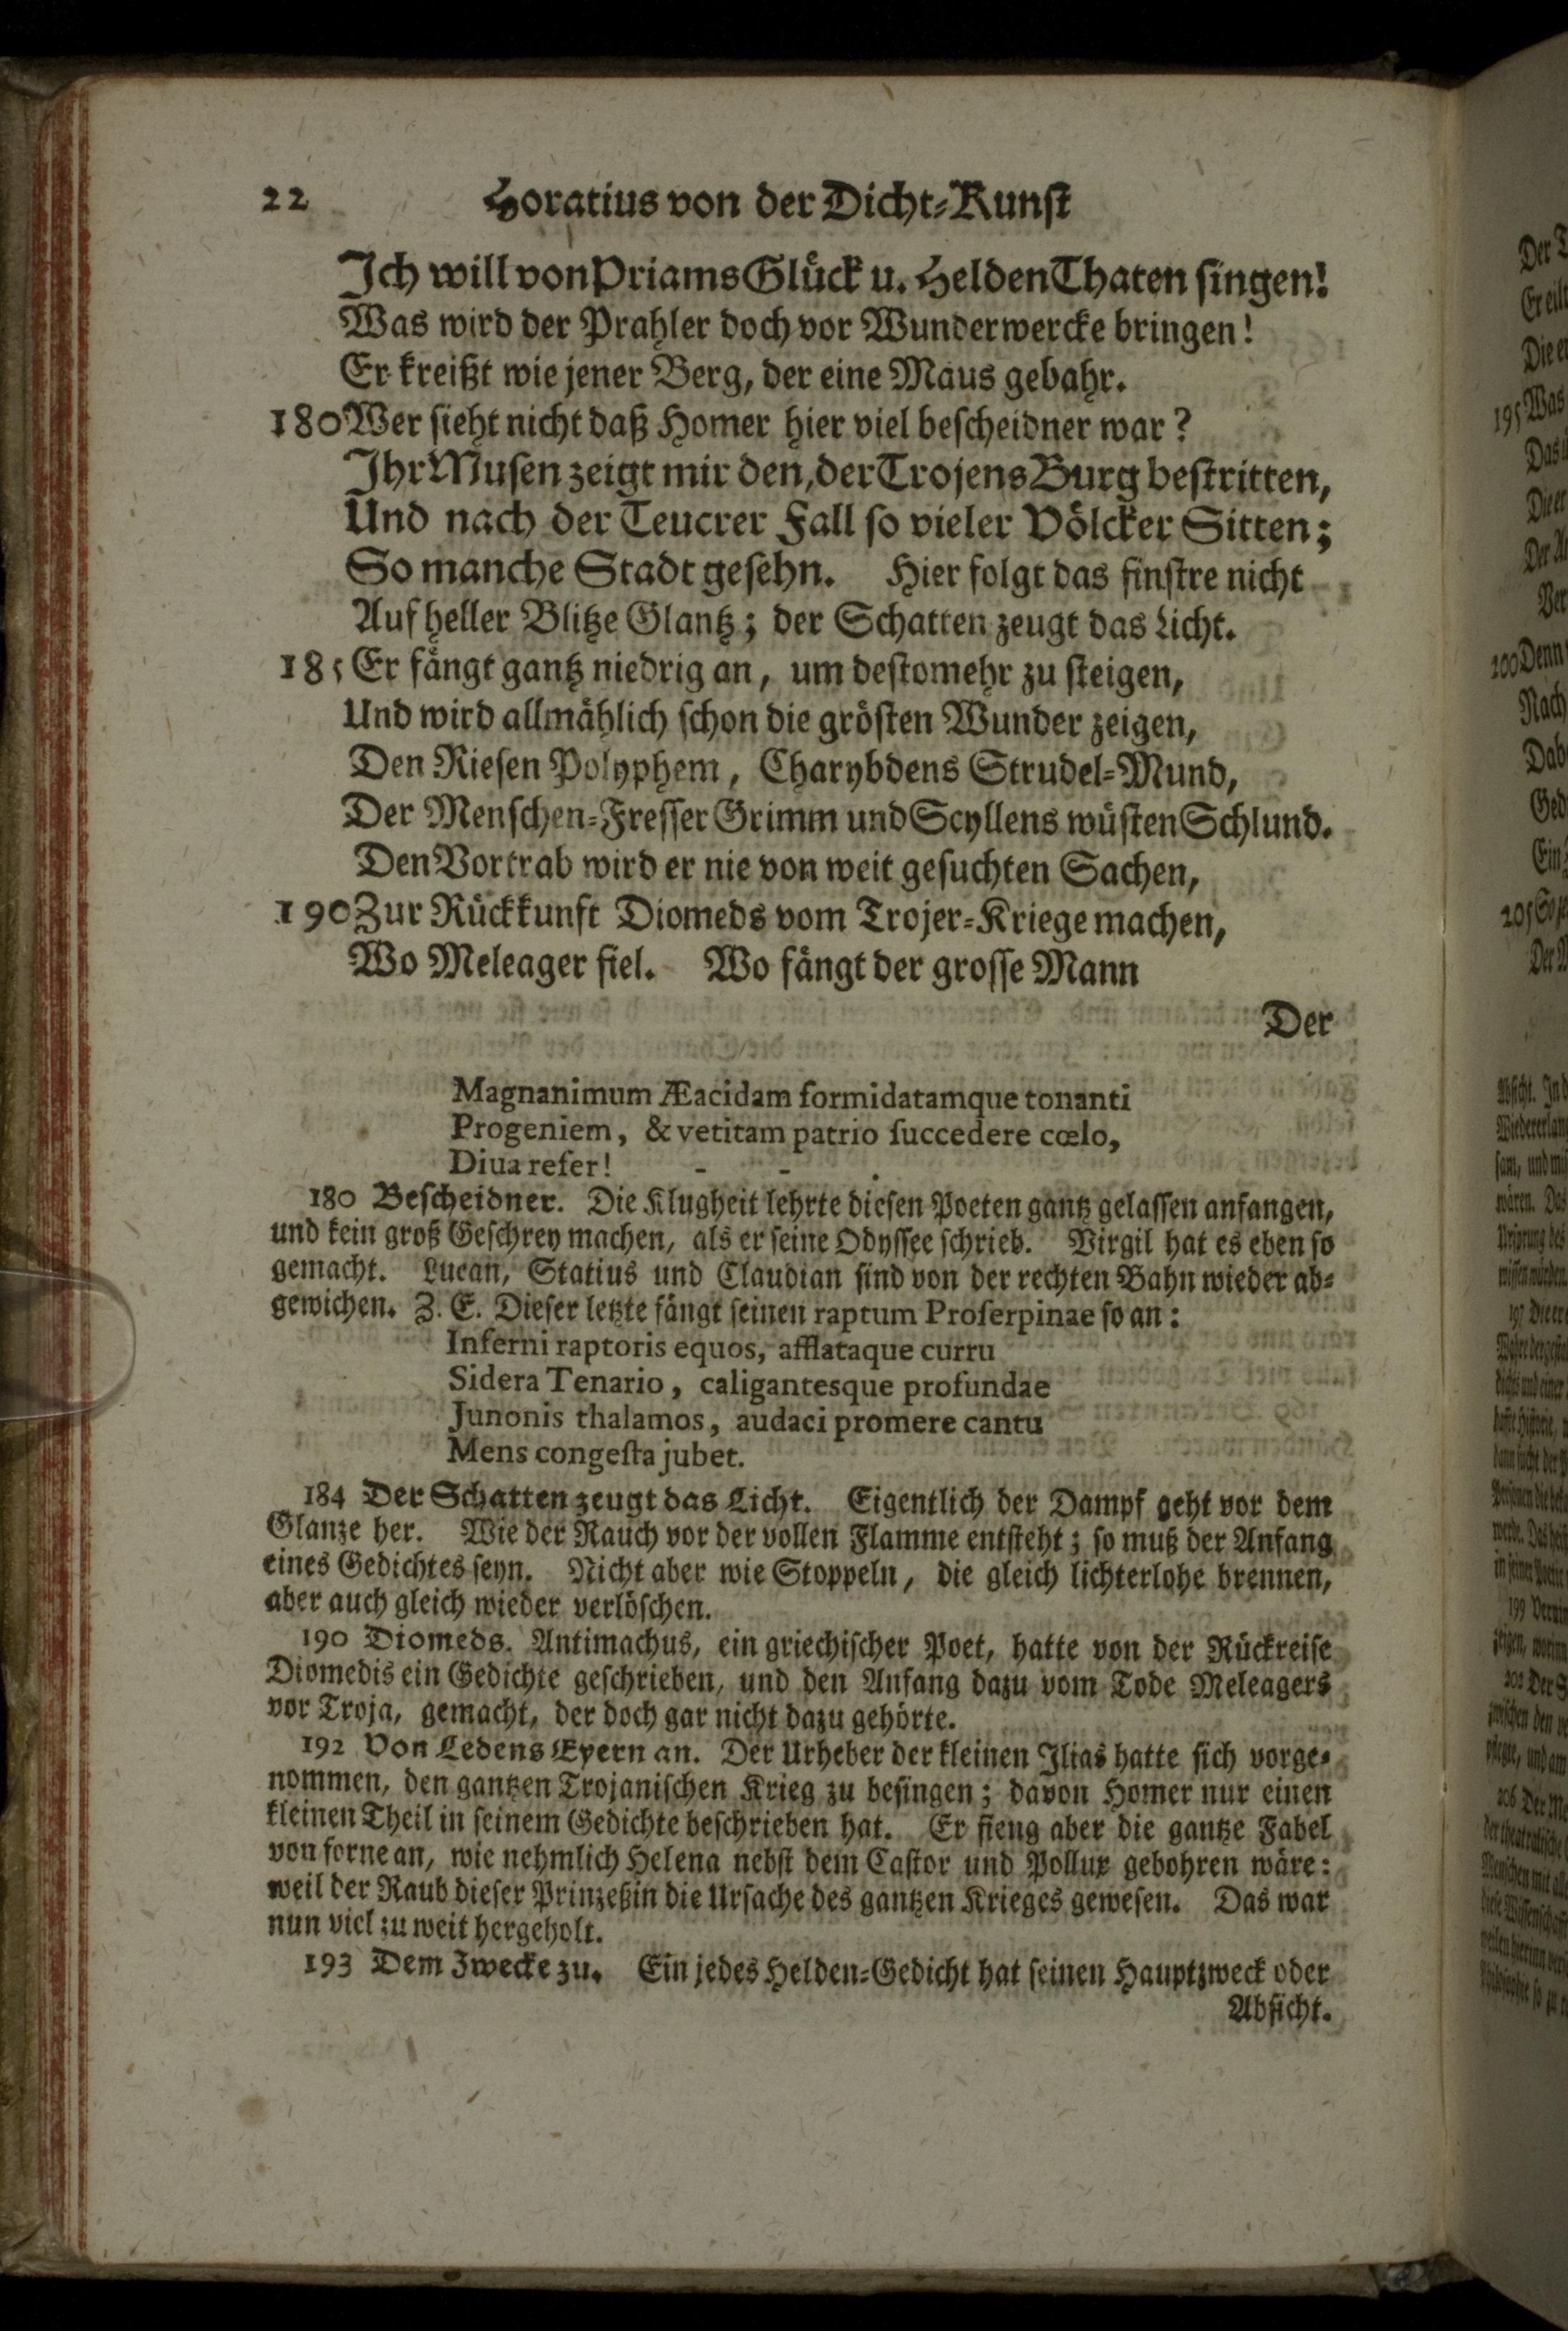 22 Horatius von der Dicht-Kunst
Ich will von Priams Glück u. Helden Thaten singen!
Was wird der Prahler doch vor Wunderwercke bringen!
Er kreißt wie jener Berg, der eine Maus gebahr.
180 Wer sieht nicht daß Homer hier viel bescheidner war?
Ihr Musen zeigt mir den, der Trojens Burg bestritten,
Und nach der Teucrer Fall so vieler Völcker Sitten;
So manche Stadt gesehn. Hier folgt das finstre nicht
Auf heller Blitze Glantz; der Schatten zeugt das Licht.
185 Er fängt gantz niedrig an, um destomehr zu steigen,
Und wird allmählich schon die grösten Wunder zeigen,
Den Riesen Polyphem, Charybdens Strudel-Mund,
Der Menschen-Fresser Grimm und Scyllens wüsten Schlund.
Den Vortrab wird er nie von weit gesuchten Sachen,
190 Zur Rückkunft Diomeds vom Trojer-Kriege machen,
Wo Meleager fiel. Wo fängt der grosse Mann
Der
Magnanimum Æacidam formidatamque tonanti
Progeniem, & vetitam patrio succedere cœlo,
Diua refer! - - .
180 Bescheidner. Die Klugheit lehrte diesen Poeten gantz gelassen anfangen,
und kein groß Geschrey machen, als er seine Odyssee schrieb. Virgil hat es eben so
gemacht. Lucan, Statius und Claudian sind von der rechten Bahn wieder ab-
gewichen. Z. E. Dieser letzte fängt seinen raptum Proserpinae so an:
Inferni raptoris equos, afflataque curru
Sidera Tenario, caligantesque profundae
Junonis thalamos, audaci promere cantu
Mens congesta jubet.
184 Der Schatten zeugt das Licht. Eigentlich der Dampf geht vor dem
Glanze her. Wie der Rauch vor der vollen Flamme entsteht; so muß der Anfang
eines Gedichtes seyn. Nicht aber wie Stoppeln, die gleich lichterlohe brennen,
aber auch gleich wieder verlöschen.
190 Diomeds. Antimachus, ein griechischer Poet, hatte von der Rückreise
Diomedis ein Gedichte geschrieben, und den Anfang dazu vom Tode Meleagers
vor Troja, gemacht, der doch gar nicht dazu gehörte.
192 Von Ledens Eyern an. Der Urheber der kleinen Ilias hatte sich vorge-
nommen, den gantzen Trojanischen Krieg zu besingen; davon Homer nur einen
kleinen Theil in seinem Gedichte beschrieben hat. Er fieng aber die gantze Fabel
von forne an, wie nehmlich Helena nebst dem Castor und Pollux gebohren wäre:
weil der Raub dieser Prinzeßin die Ursache des gantzen Krieges gewesen. Das war
nun viel zu weit hergeholt.
193 Dem Zwecke zu. Ein jedes Helden-Gedicht hat seinen Hauptzweck oder
Absicht.